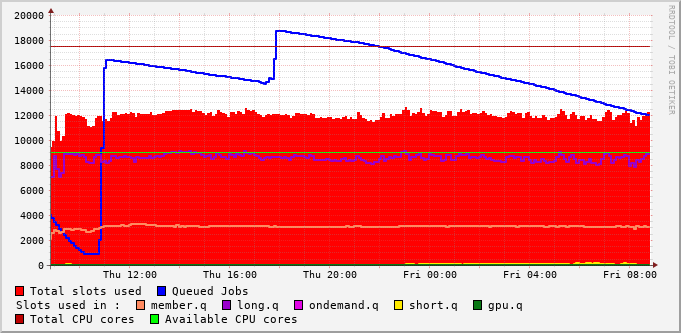 RRDTOOL / TOBI OETIKER
20000
18000
16000
14000
12000
10000
8000
6000
4000
2000
0
Thu 12:00 Thu 16:00 Thu 20:00 Fri 00:00 Fri 04:00 Fri 08:00
Total slots used Queued Jobs
Slots used in : member.q long.q ondemand.q short.q gpu.q
Total CPU cores Available CPU cores